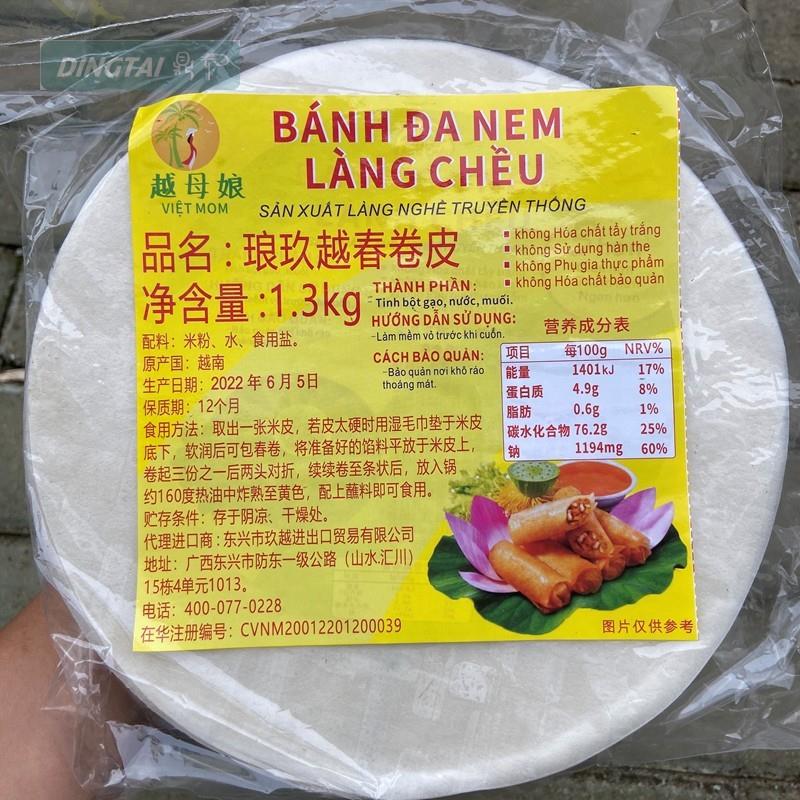 DINGTAI 鼎下
越母娘
VIỆT MOM
BÁNH ĐA NEM
LÀNG CHỀU
SẢN XUẤT LÀNG NGHỀ TRUYỀN THỐNG
品名：琅玖越春卷皮
净含量:1.3kg
không Hóa chất tẩy trắng
không Sử dụng hàn the
không Phụ gia thực phẩm
không Hóa chất bảo quản
THÀNH PHẦN:
–Tinh bột gạo, nước, muối.
HƯỚNG DẪN SỬ DỤNG:
–Làm mềm vỏ trước khi cuốn.
CÁCH BẢO QUẢN:
–Bảo quản nơi khô ráo
thoáng mát.
配料：米粉、水、食用盐。
原产国：越南
生产日期：2022年6月5日
保质期：12个月
食用方法：取出一张米皮，若皮太硬时用湿毛巾垫于米皮
底下，软润后可包春卷，将准备好的馅料平放于米皮上，
卷起三份之一后两头对折，续续卷至条状后，放入锅
约160度热油中炸熟至黄色，配上蘸料即可食用。
贮存条件：存于阴凉、干燥处。
代理进口商：东兴市玖越进出口贸易有限公司
地址：广西东兴市防东一级公路（山水.汇川）
15栋4单元1013。
电话：400-077-0228
在华注册编号：CVNM20012201200039
营养成分表
项目 每100g NRV%
能量 1401kJ 17%
蛋白质 4.9g 8%
脂肪 0.6g 1%
碳水化合物 76.2g 25%
钠 1194mg 60%
图片仅供参考